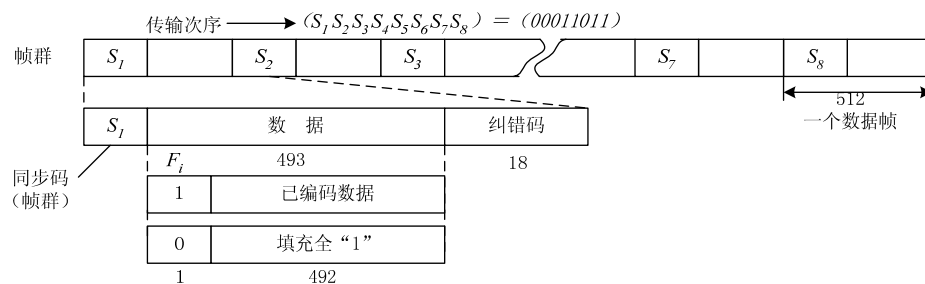 传输次序 (S₁S₂S₃S₄S₅S₆S₇S₈)＝(00011011)
帧群 S₁ S₂ S₃ S₇ S₈
512
一个数据帧
S₁ 数 据 纠错码
Fᵢ 493 18
同步码
(帧群)
1 已编码数据
0 填充全“1”
1 492